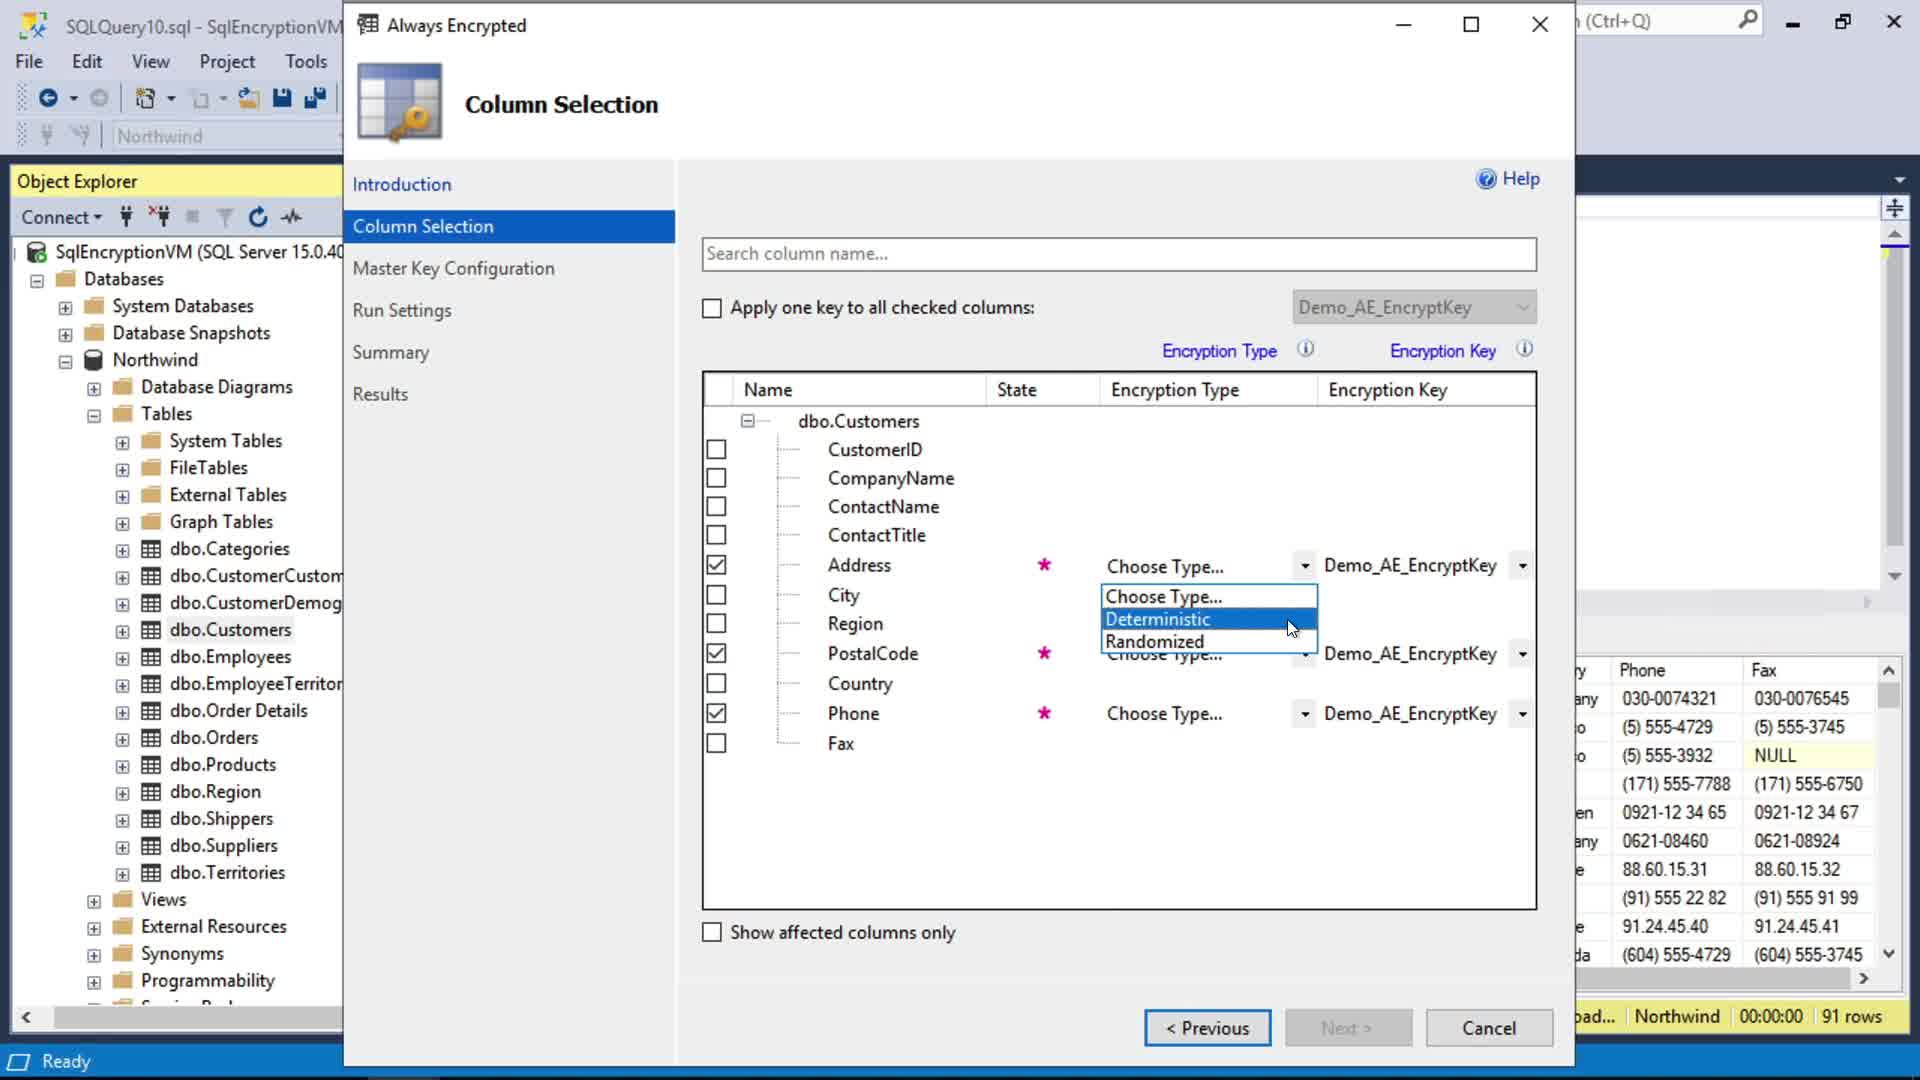 SQLQuery10.sql - SqlEncryptionVM
File Edit View Project Tools
Northwind
Object Explorer
Connect
SqlEncryptionVM (SQL Server 15.0.40
Databases
System Databases
Database Snapshots
Northwind
Database Diagrams
Tables
System Tables
FileTables
External Tables
Graph Tables
dbo.Categories
dbo.CustomerCustom
dbo.CustomerDemog
dbo.Customers
dbo.Employees
dbo.EmployeeTerritor
dbo.Order Details
dbo.Orders
dbo.Products
dbo.Region
dbo.Shippers
dbo.Suppliers
dbo.Territories
Views
External Resources
Synonyms
Programmability
Ready
Always Encrypted
Column Selection
Introduction
Column Selection
Master Key Configuration
Run Settings
Summary
Results
Help
Search column name...
Apply one key to all checked columns: Demo_AE_EncryptKey
Encryption Type Encryption Key
Name State Encryption Type Encryption Key
dbo.Customers
CustomerID
CompanyName
ContactName
ContactTitle
Address * Choose Type... Demo_AE_EncryptKey
City Choose Type...
Deterministic
Region
Randomized
PostalCode * Choose Type... Demo_AE_EncryptKey
Country
Phone * Choose Type... Demo_AE_EncryptKey
Fax
Show affected columns only
< Previous Next > Cancel
(Ctrl+Q)
ry Phone Fax
any 030-0074321 030-0076545
co (5) 555-4729 (5) 555-3745
co (5) 555-3932 NULL
(171) 555-7788 (171) 555-6750
en 0921-12 34 65 0921-12 34 67
any 0621-08460 0621-08924
e 88.60.15.31 88.60.15.32
(91) 555 22 82 (91) 555 91 99
e 91.24.45.40 91.24.45.41
da (604) 555-4729 (604) 555-3745
oad... Northwind 00:00:00 91 rows